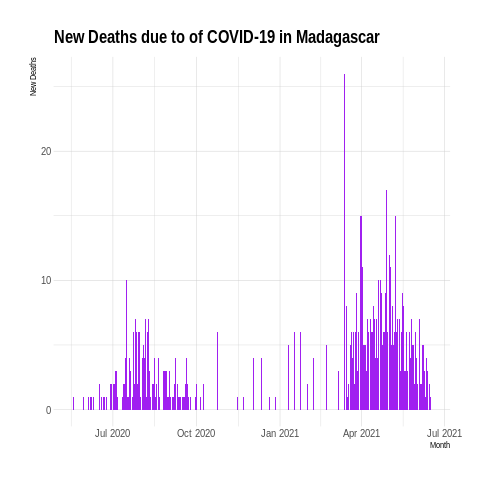 New Deaths due to of COVID-19 in Madagascar
New Deaths
20
10
0
Jul 2020 Oct 2020 Jan 2021 Apr 2021 Jul 2021
Month